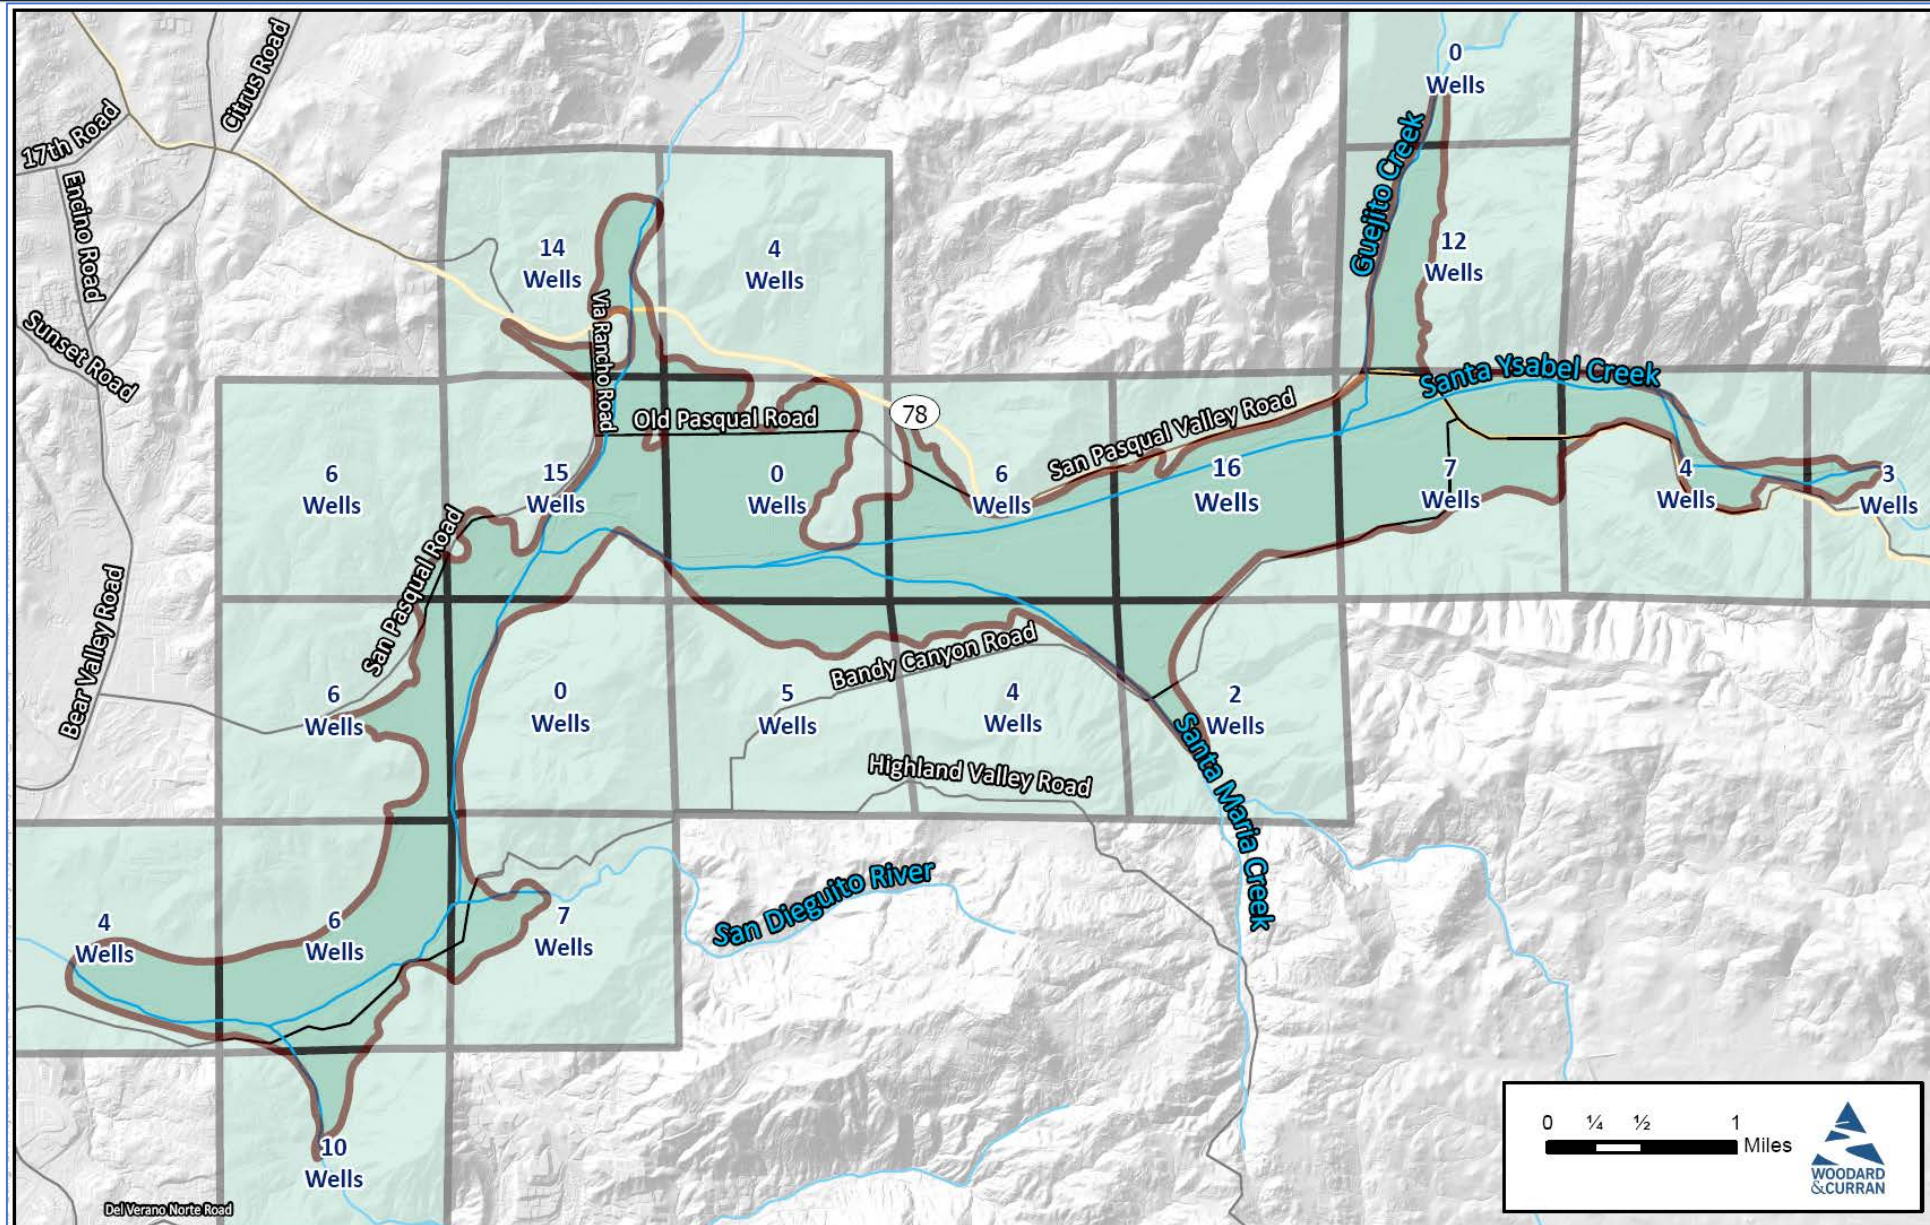 Citrus Road
17th Road
Encino Road
Sunset Road
Bear Valley Road
0
Wells
Guejito Creek
14
Wells
4
Wells
12
Wells
Via Rancho Road
Old Pasqual Road
78
San Pasqual Valley Road
Santa Ysabel Creek
6
Wells
15
Wells
0
Wells
6
Wells
16
Wells
7
Wells
4
Wells
3
Wells
San Pasqual Road
6
Wells
0
Wells
5
Wells
Bandy Canyon Road
4
Wells
2
Wells
Highland Valley Road
Santa Maria Creek
San Dieguito River
4
Wells
6
Wells
7
Wells
10
Wells
Del Verano Norte Road
0 ¼ ½ 1
Miles
WOODARD
&CURRAN